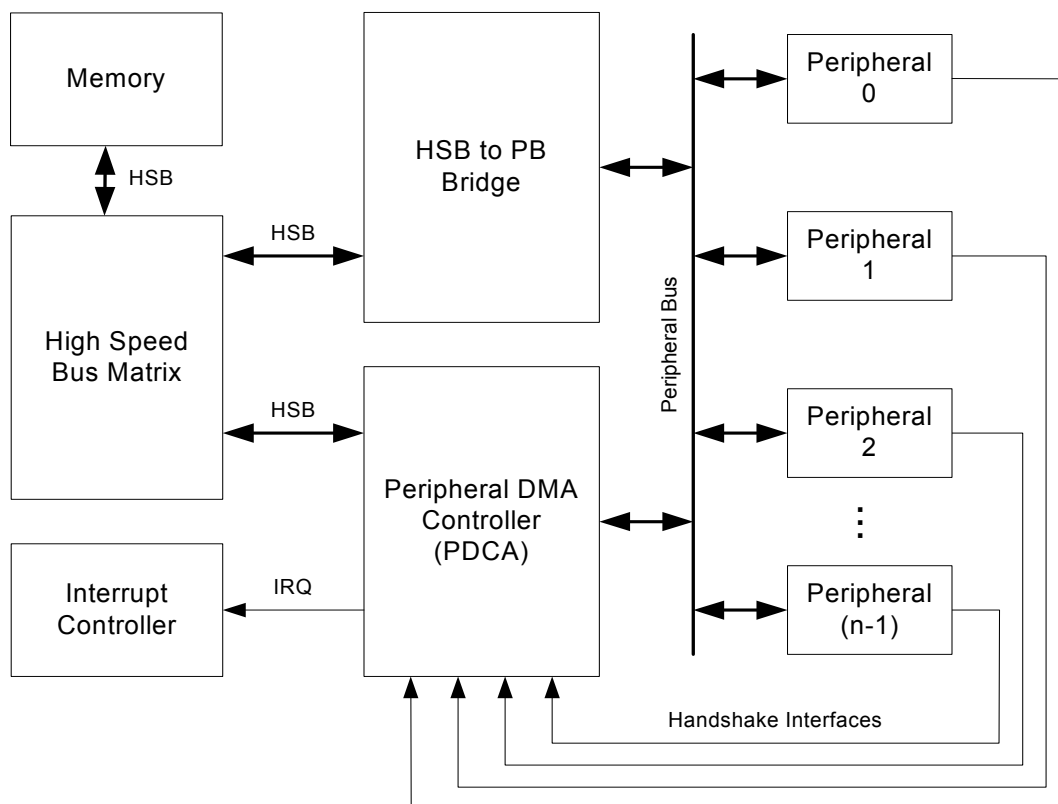 Memory
HSB
High Speed
Bus Matrix
HSB
HSB to PB
Bridge
HSB
Peripheral DMA
Controller
(PDCA)
IRQ
Interrupt
Controller
Peripheral Bus
Peripheral
0
Peripheral
1
Peripheral
2
⋮
Peripheral
(n-1)
Handshake Interfaces